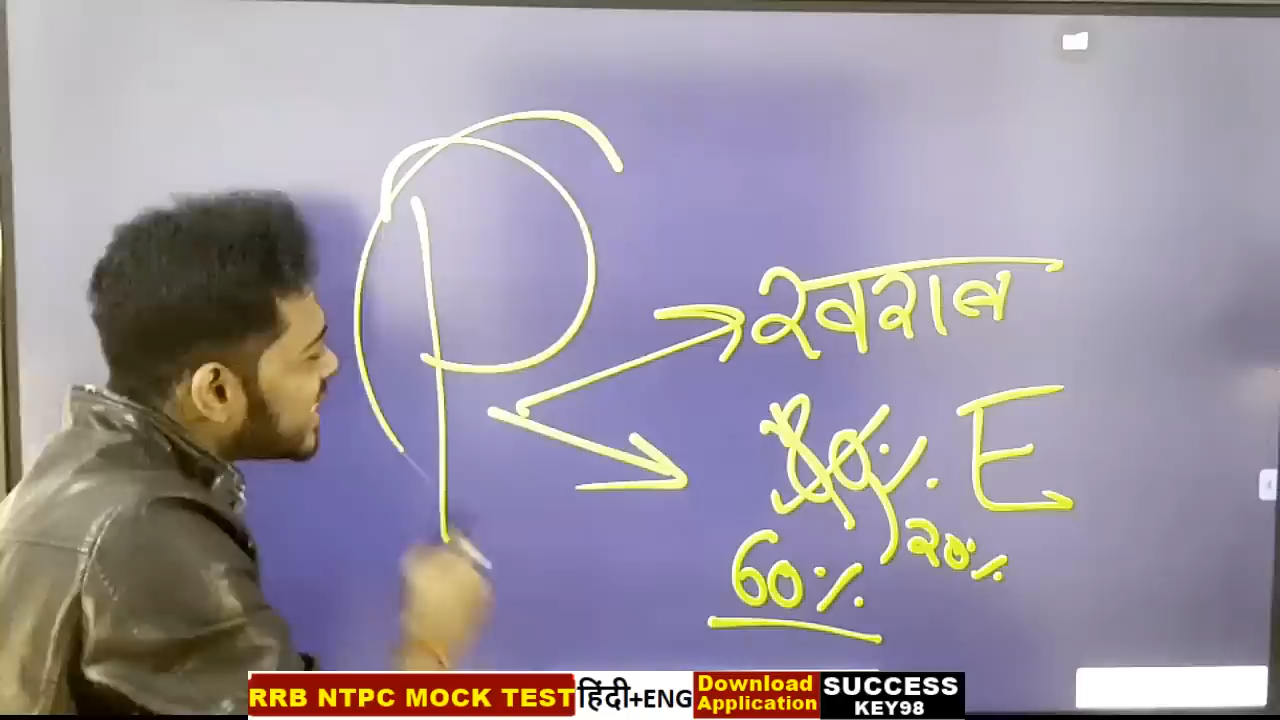 P
खराब
80% E
20%
60%
RRB NTPC MOCK TEST हिंदी+ENG Download Application SUCCESS KEY98